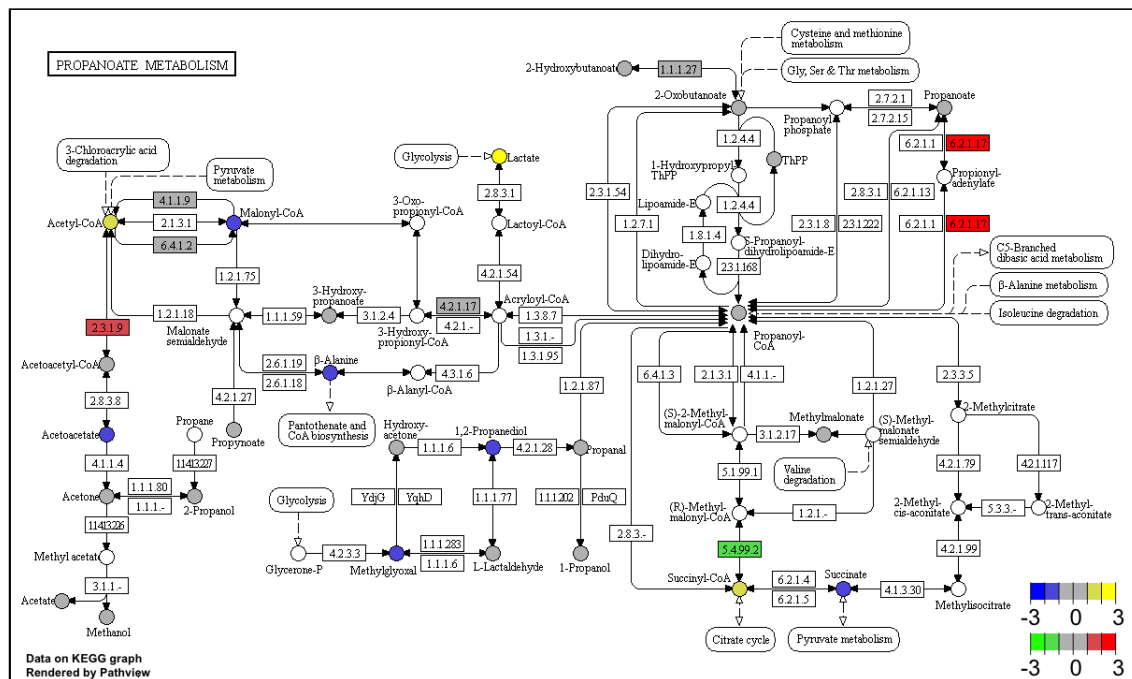 PROPANOATE METABOLISM
Cysteine and methionine
metabolism
2-Hydroxybutanoate
1.1.1.27
Gly, Ser & Thr metabolism
2-Oxobutanoate
2.7.2.1
2.7.2.15
Propanoate
Propanoyl
phosphate
3-Chloroacrylic acid
degradation
Pyruvate
metabolism
Glycolysis
Lactate
1.2.4.4
ThPP
6.2.1.1
6.2.1.17
1-Hydroxypropyl-
ThPP
Propionyl-
adenylate
2.8.3.1
2.3.1.54
Lipoamide-E
1.2.4.4
2.8.3.1
6.2.1.13
4.1.1.9
Acetyl-CoA
2.1.3.1
Malonyl-CoA
6.4.1.2
3-Oxo-
propionyl-CoA
Lactoyl-CoA
1.2.7.1
1.8.1.4
2.3.1.8
2.3.1.222
6.2.1.1
6.2.1.17
S-Propanoyl-
dihydrolipoamide-E
Dihydro-
lipoamide-E
2.3.1.168
C5-Branched
dibasic acid metabolism
1.2.1.75
4.2.1.54
3-Hydroxy-
propanoate
4.2.1.17
Acryloyl-CoA
β-Alanine metabolism
1.2.1.18
Malonate
semialdehyde
1.1.1.59
3.1.2.4
3-Hydroxy-
propionyl-CoA
4.2.1.-
1.3.8.7
1.3.1.-
1.3.1.95
Isoleucine degradation
Propanoyl-
CoA
2.3.1.9
Acetoacetyl-CoA
2.6.1.19
2.6.1.18
β-Alanine
β-Alanyl-CoA
4.3.1.6
6.4.1.3
2.1.3.1
4.1.1.-
1.2.1.27
2.3.3.5
1.2.1.87
2.8.3.8
4.2.1.27
Propane
Propynoate
Pantothenate and
CoA biosynthesis
Hydroxy-
acetone
1,2-Propanediol
(S)-2-Methyl-
malonyl-CoA
Methylmalonate
(S)-Methyl-
malonate
semialdehyde
2-Methylcitrate
Acetoacetate
1.1.1.6
4.2.1.28
Propanal
3.1.2.17
4.1.1.4
1.14.13.227
5.1.99.1
Valine
degradation
4.2.1.79
4.2.1.117
Acetone
1.1.1.80
1.1.1.-
2-Propanol
Glycolysis
YdjG
YqhD
1.1.1.77
1.1.1.202
PduQ
(R)-Methyl-
malonyl-CoA
1.2.1.-
2-Methyl-
cis-aconitate
5.3.3.-
2-Methyl-
trans-aconitate
1.14.13.226
Methyl acetate
Glycerone-P
4.2.3.3
Methylglyoxal
1.1.1.283
1.1.1.6
L-Lactaldehyde
1-Propanol
2.8.3.-
5.4.99.2
4.2.1.99
3.1.1.-
Acetate
Methanol
Succinyl-CoA
6.2.1.4
6.2.1.5
Succinate
4.1.3.30
Methylisocitrate
Citrate cycle
Pyruvate metabolism
-3 0 3
-3 0 3
Data on KEGG graph
Rendered by Pathview